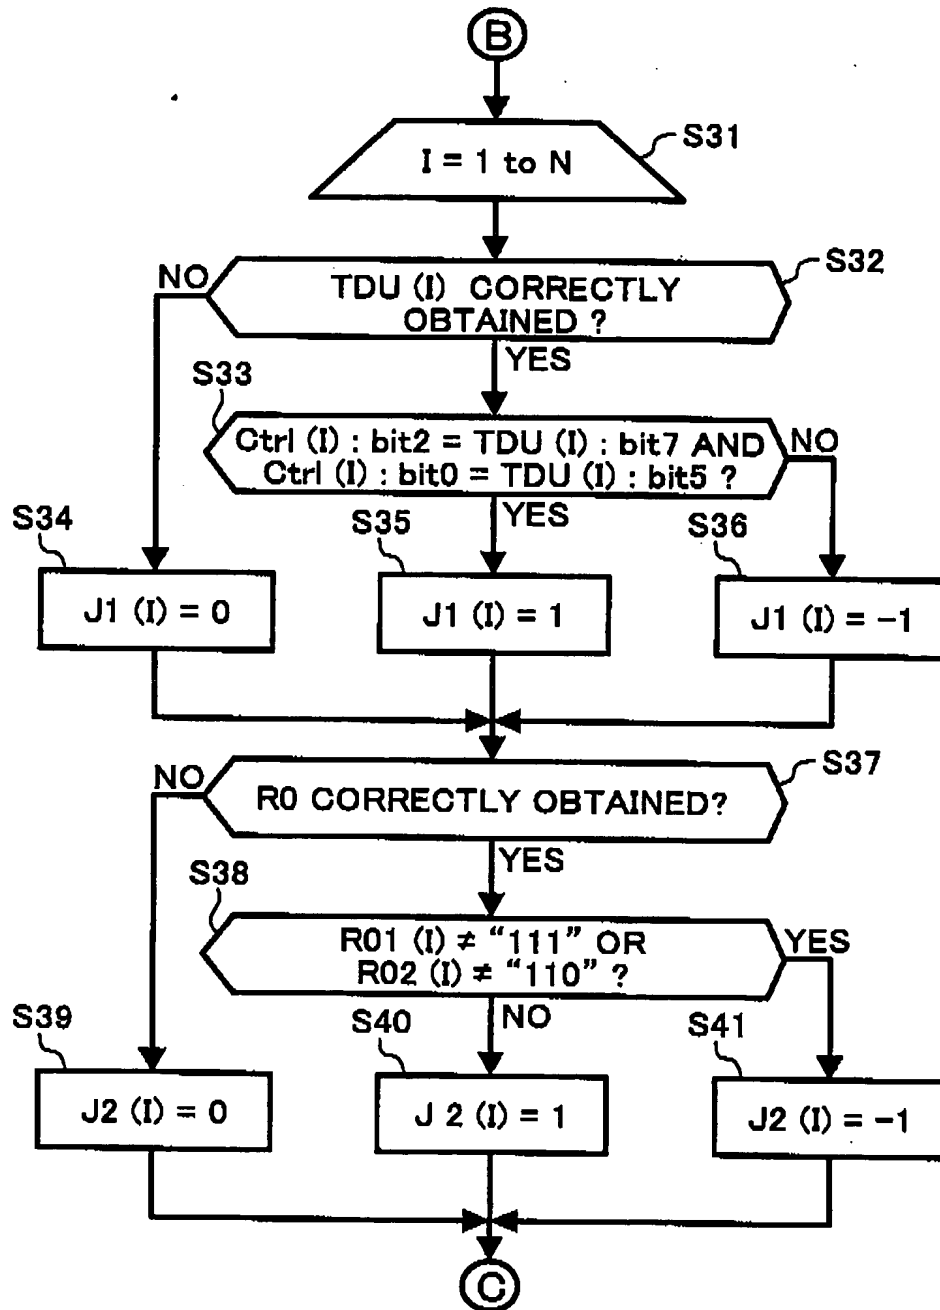 B
I = 1 to N
S31
NO
TDU (I) CORRECTLY
OBTAINED ?
S32
YES
S33
Ctrl (I) : bit2 = TDU (I) : bit7 AND
Ctrl (I) : bit0 = TDU (I) : bit5 ?
NO
YES
S34
S35
S36
J1 (I) = 0
J1 (I) = 1
J1 (I) = -1
NO
R0 CORRECTLY OBTAINED?
S37
YES
S38
R01 (I) ≠ “111” OR
R02 (I) ≠ “110” ?
YES
NO
S39
S40
S41
J2 (I) = 0
J 2 (I) = 1
J2 (I) = -1
C